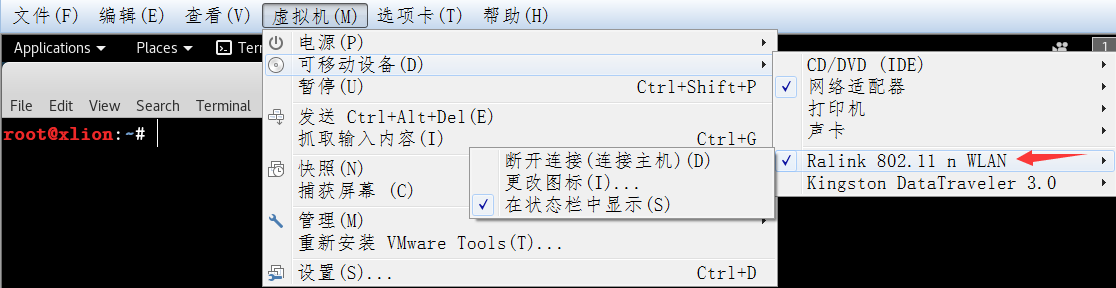 文件(F) 编辑(E) 查看(V) 虚拟机(M) 选项卡(T) 帮助(H)
Applications Places Ter 1
电源(P)
可移动设备(D)
暂停(U) Ctrl+Shift+P
发送 Ctrl+Alt+Del(E)
抓取输入内容(I) Ctrl+G
快照(N)
捕获屏幕 (C)
管理(M)
重新安装 VMware Tools(T)...
设置(S)... Ctrl+D
CD/DVD (IDE)
网络适配器
打印机
声卡
Ralink 802.11 n WLAN
Kingston DataTraveler 3.0
断开连接(连接主机)(D)
更改图标(I)...
在状态栏中显示(S)
File Edit View Search Terminal
root@xlion:~#